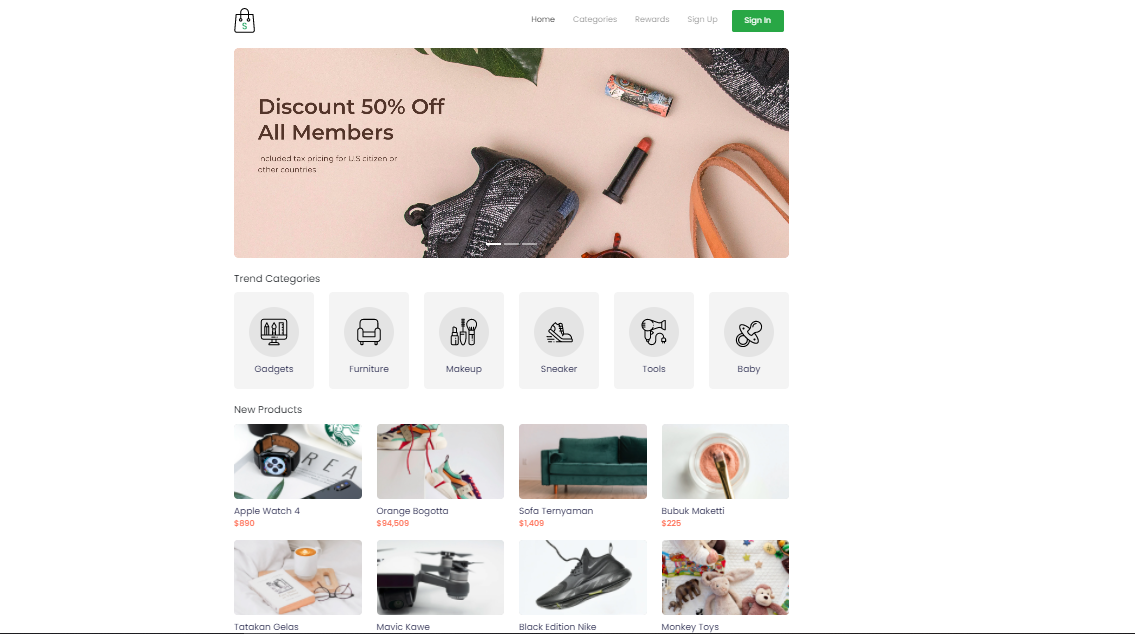 S
Home Categories Rewards Sign Up Sign In
Discount 50% Off
All Members
Included tax pricing for U.S citizen or
other countries
Trend Categories
Gadgets Furniture Makeup Sneaker Tools Baby
New Products
R E A
Apple Watch 4 Orange Bogotta Sofa Ternyaman Bubuk Maketti
$890 $94,509 $1,409 $225
Tatakan Gelas Mavic Kawe Black Edition Nike Monkey Toys